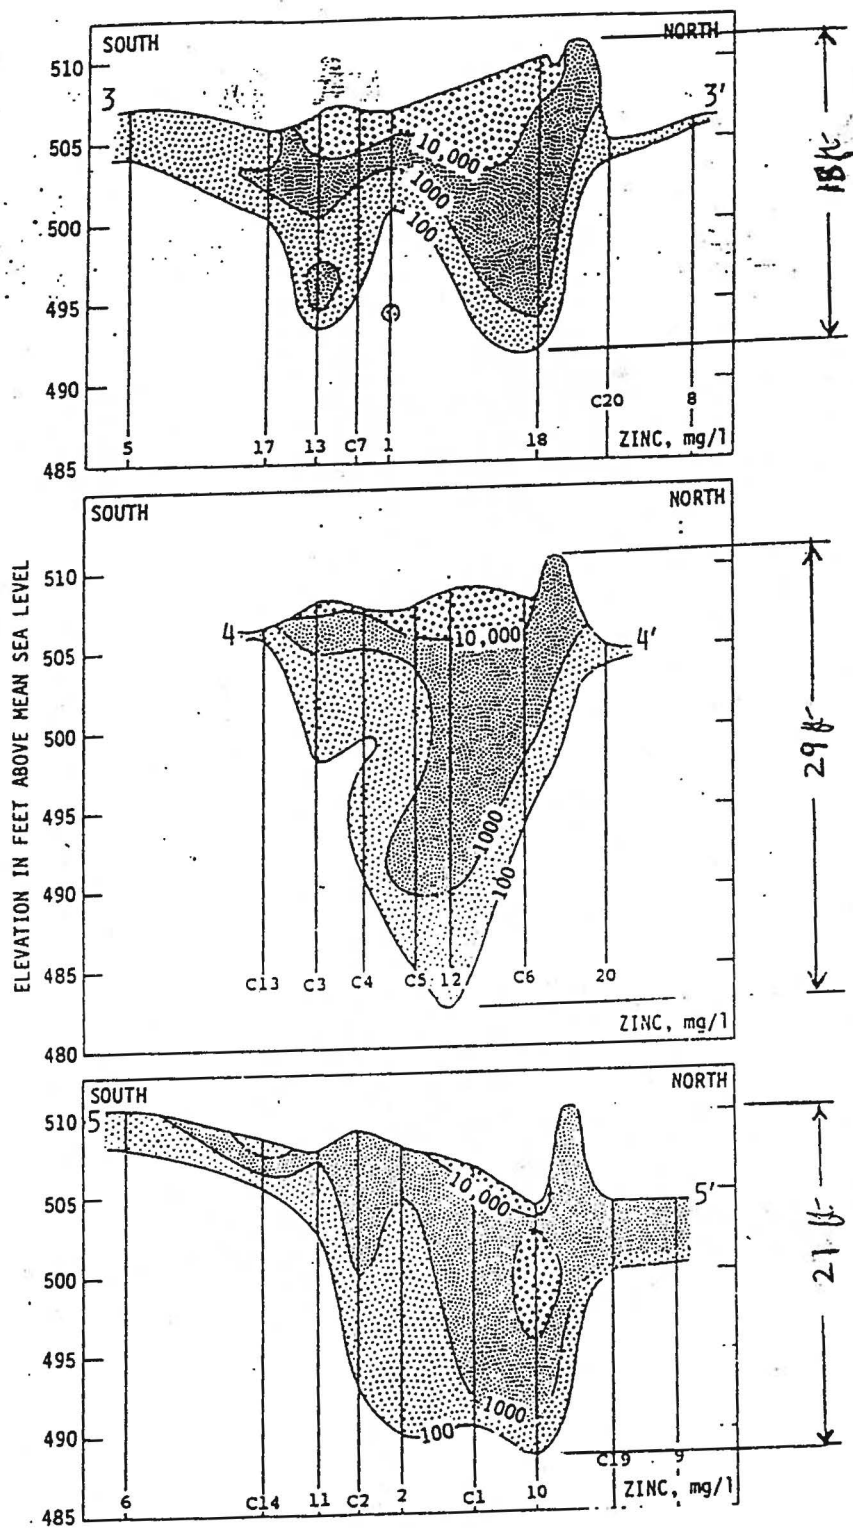 SOUTH NORTH
510
3 3'
505
10,000
1000
500
100
495
490
C20 8
5 17 13 C7 1 18 ZINC, mg/l
485
18 ft
ELEVATION IN FEET ABOVE MEAN SEA LEVEL
SOUTH NORTH
510
4 10,000 4'
505
500
495
1000
100
490
485
C13 C3 C4 C5 12 C6 20
ZINC, mg/l
480
29 ft
SOUTH NORTH
510
5
10,000
505 5'
500
495
1000
490
100
C19 9
6 C14 11 C2 2 C1 10 ZINC, mg/l
485
21 ft